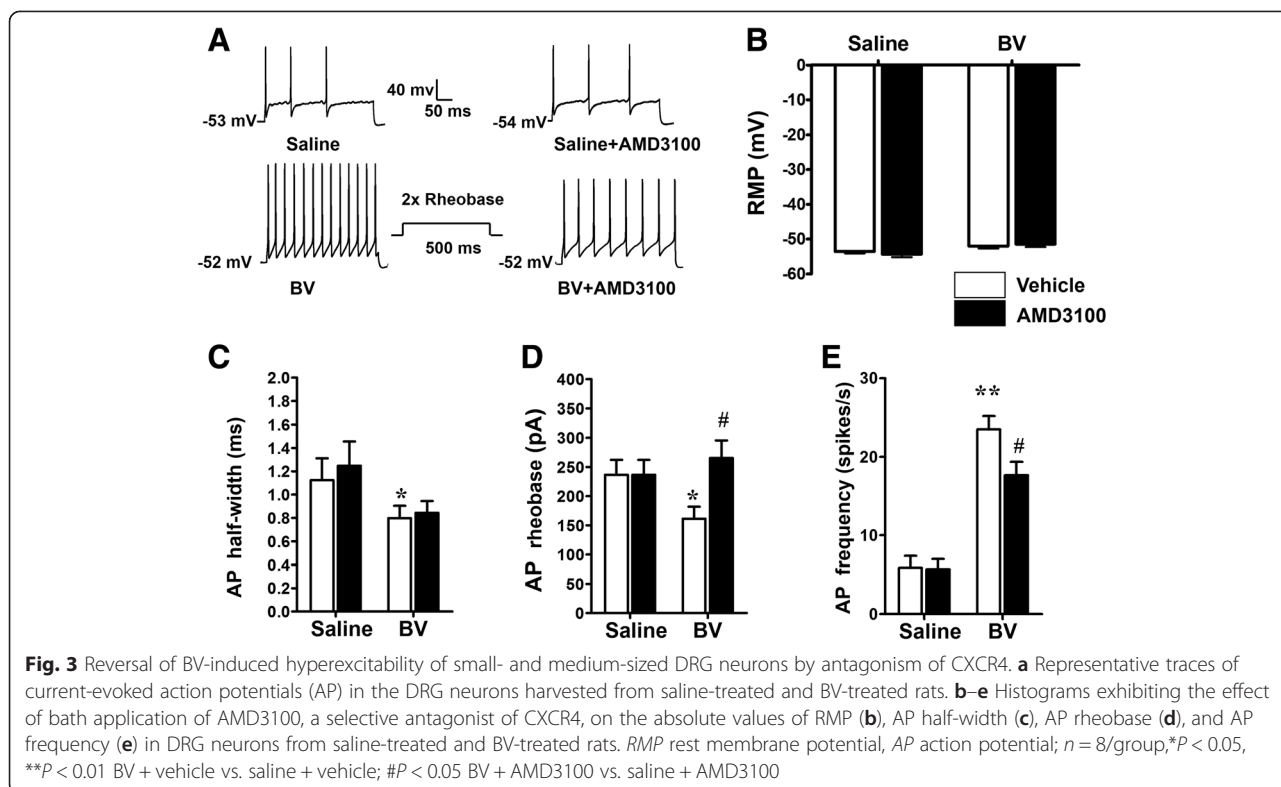 A
B
Saline
BV
0
-10
-20
-30
-40
-50
-60
RMP (mV)
40 mv
50 ms
-53 mV
Saline
-54 mV
Saline+AMD3100
2x Rheobase
500 ms
-52 mV
BV
-52 mV
BV+AMD3100
Vehicle
AMD3100
C
AP half-width (ms)
2.0
1.8
1.6
1.4
1.2
1.0
0.8
0.6
0.4
0.2
0.0
*
Saline
BV
D
AP rheobase (pA)
400
350
300
250
200
150
100
50
0
#
*
Saline
BV
E
AP frequency (spikes/s)
30
20
10
0
**
#
Saline
BV
Fig. 3 Reversal of BV-induced hyperexcitability of small- and medium-sized DRG neurons by antagonism of CXCR4. a Representative traces of
current-evoked action potentials (AP) in the DRG neurons harvested from saline-treated and BV-treated rats. b–e Histograms exhibiting the effect
of bath application of AMD3100, a selective antagonist of CXCR4, on the absolute values of RMP (b), AP half-width (c), AP rheobase (d), and AP
frequency (e) in DRG neurons from saline-treated and BV-treated rats. RMP rest membrane potential, AP action potential; n = 8/group,*P < 0.05,
**P < 0.01 BV + vehicle vs. saline + vehicle; #P < 0.05 BV + AMD3100 vs. saline + AMD3100